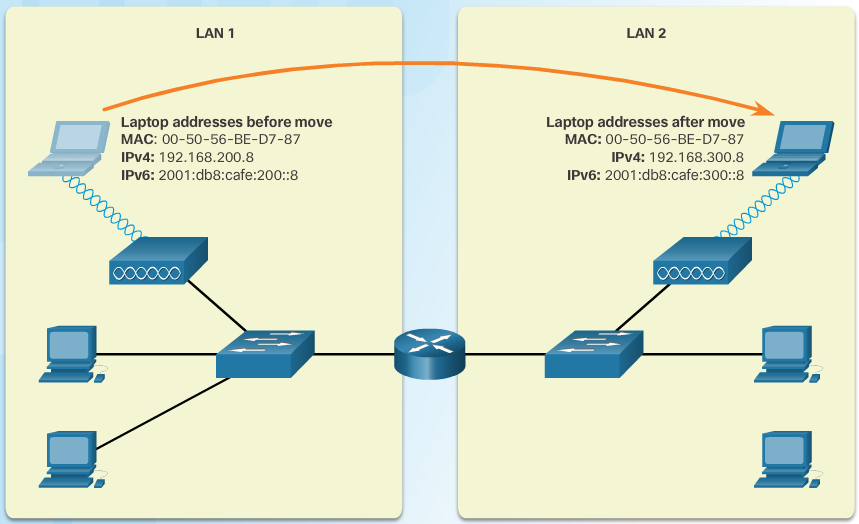 LAN 1
LAN 2
Laptop addresses before move
MAC: 00-50-56-BE-D7-87
IPv4: 192.168.200.8
IPv6: 2001:db8:cafe:200::8
Laptop addresses after move
MAC: 00-50-56-BE-D7-87
IPv4: 192.168.300.8
IPv6: 2001:db8:cafe:300::8